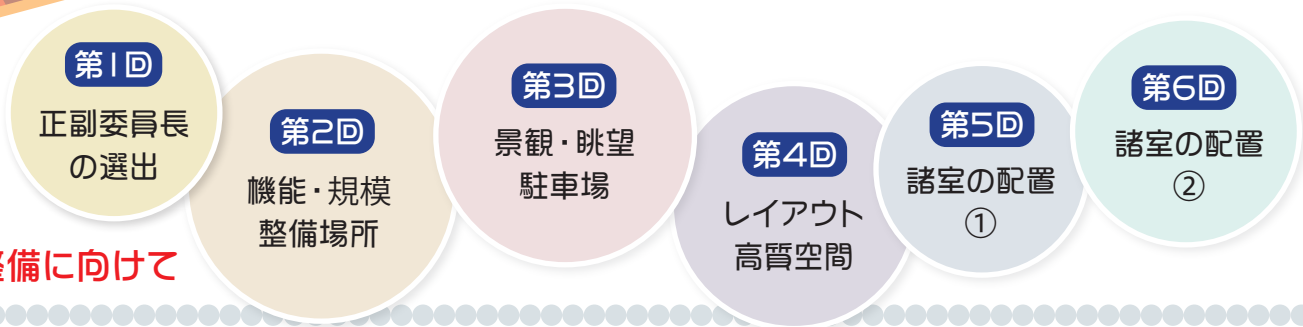 第1回
正副委員長
の選出
第2回
機能・規模
整備場所
第3回
景観・眺望
駐車場
第4回
レイアウト
高質空間
第5回
諸室の配置
①
第6回
諸室の配置
②
備に向けて